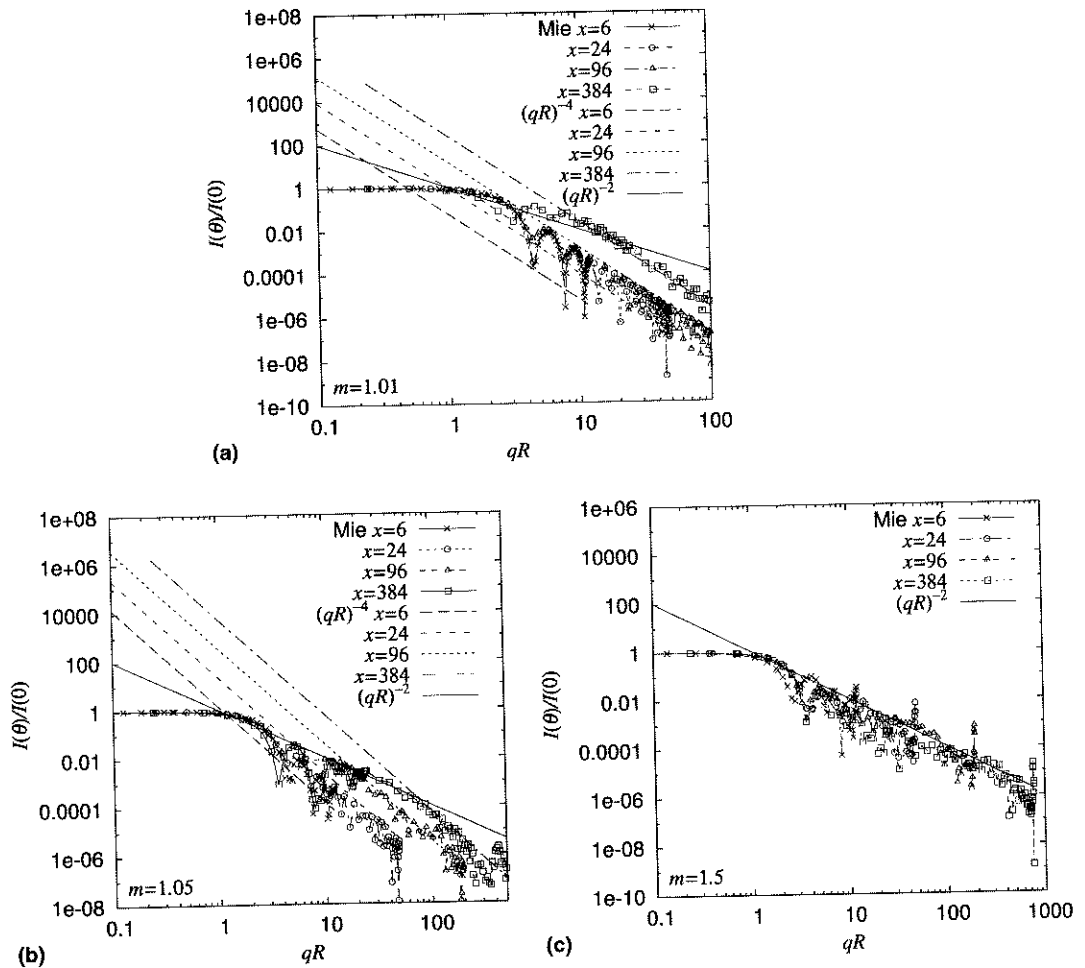 1e+08
1e+06
10000
100
1
0.01
0.0001
1e-06
1e-08
1e-10
I(θ)/I(0)
Mie x=6
x=24
x=96
x=384
(qR)⁻⁴ x=6
x=24
x=96
x=384
(qR)⁻²
m=1.01
0.1 1 10 100
(a) qR
1e+08
1e+06
10000
100
1
0.01
0.0001
1e-06
1e-08
I(θ)/I(0)
Mie x=6
x=24
x=96
x=384
(qR)⁻⁴ x=6
x=24
x=96
x=384
(qR)⁻²
m=1.05
0.1 1 10 100
(b) qR
1e+06
10000
100
1
0.01
0.0001
1e-06
1e-08
1e-10
I(θ)/I(0)
Mie x=6
x=24
x=96
x=384
(qR)⁻²
m=1.5
0.1 1 10 100 1000
(c) qR